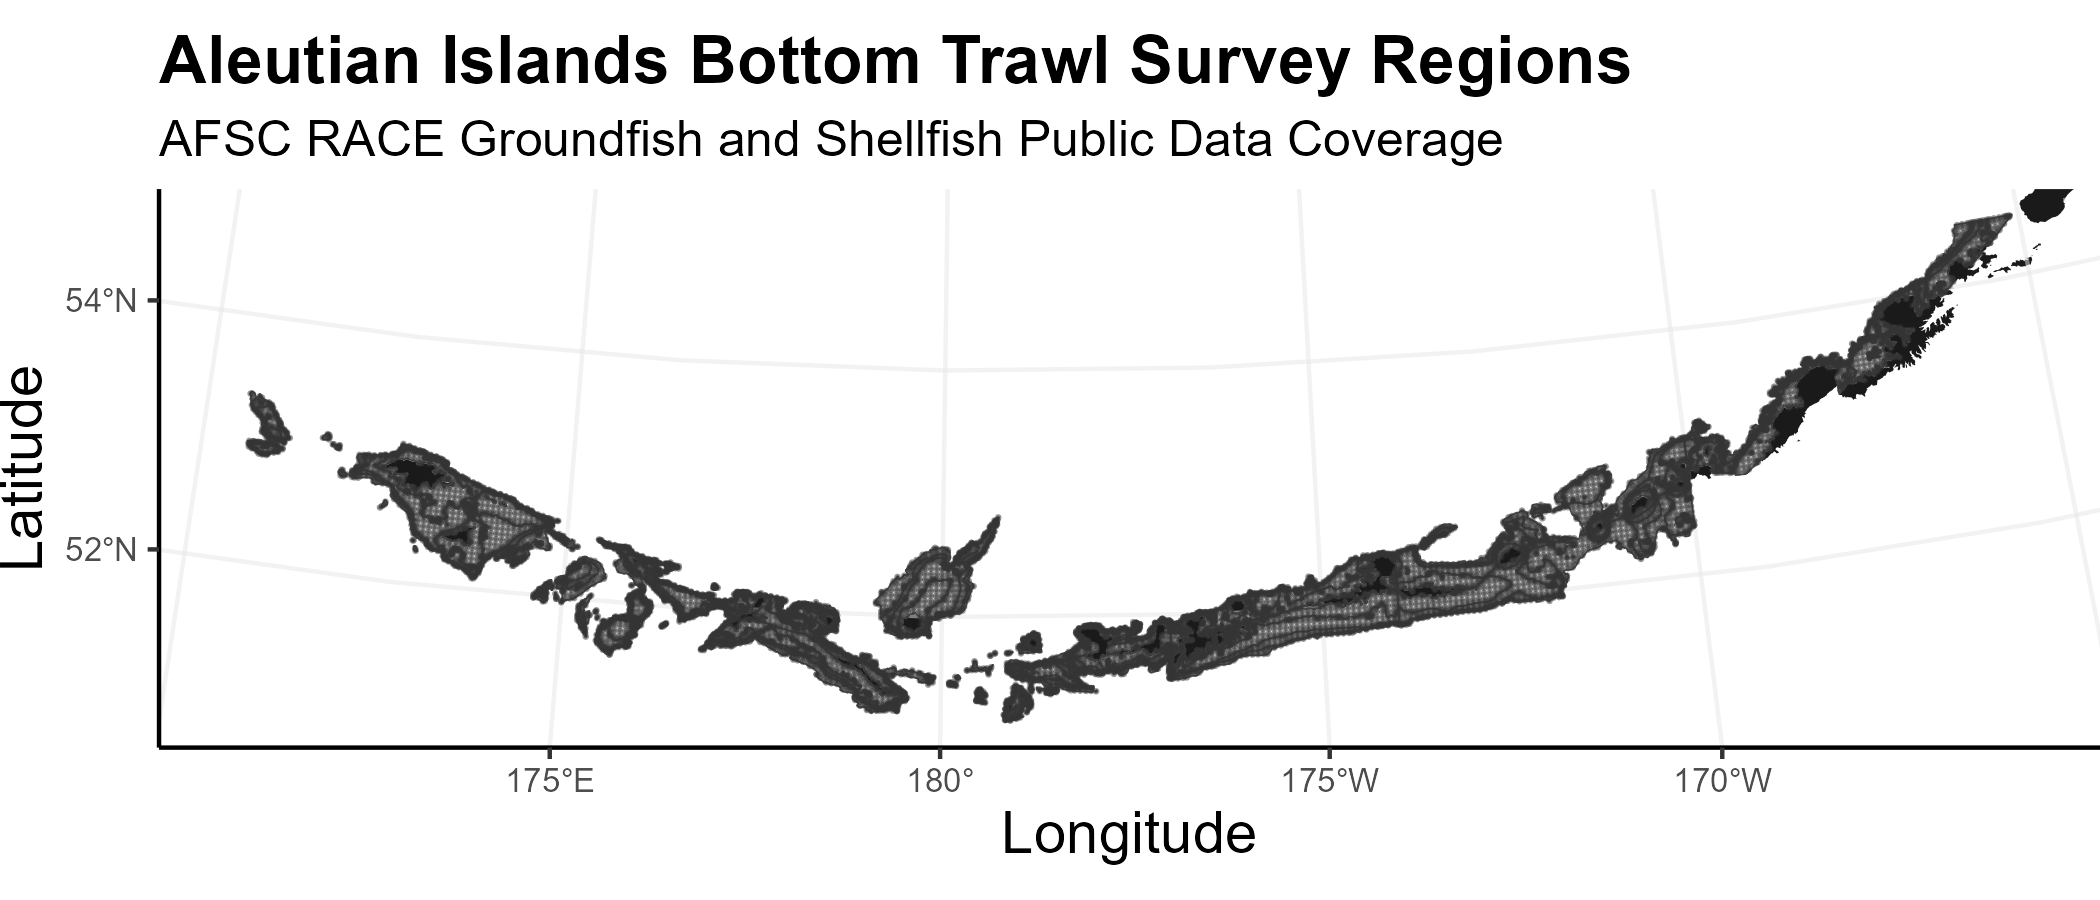 Aleutian Islands Bottom Trawl Survey Regions
AFSC RACE Groundfish and Shellfish Public Data Coverage
54°N
52°N
Latitude
175°E
180°
175°W
170°W
Longitude